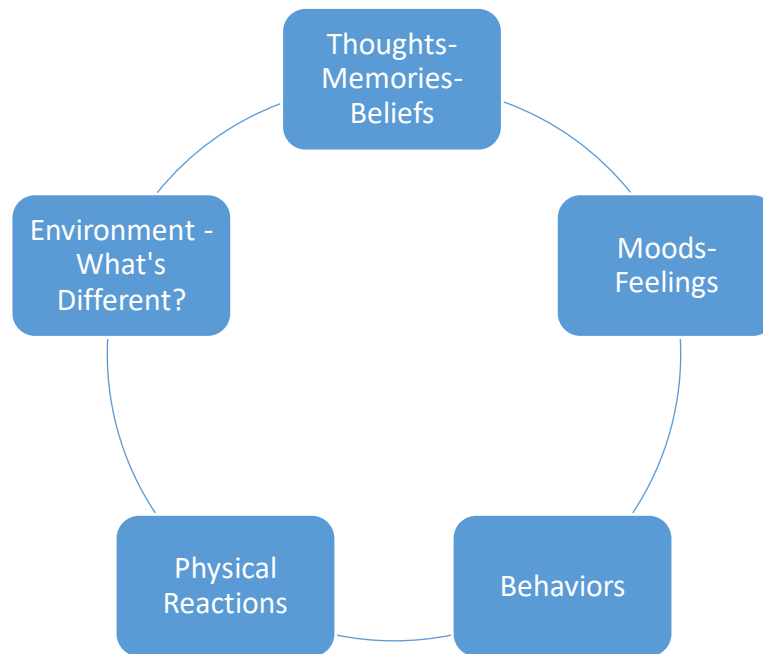 Thoughts-
Memories-
Beliefs
Moods-
Feelings
Behaviors
Physical
Reactions
Environment -
What's
Different?